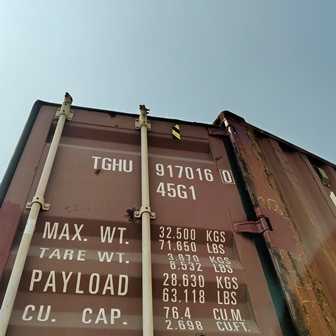 TGHU 917016 0
45G1
MAX. WT. 32.500 KGS
71.650 LBS
TARE WT. 3.870 KGS
8.532 LBS
PAYLOAD 28.630 KGS
63.118 LBS
CU. CAP. 76.4 CU.M.
2.698 CU.FT.